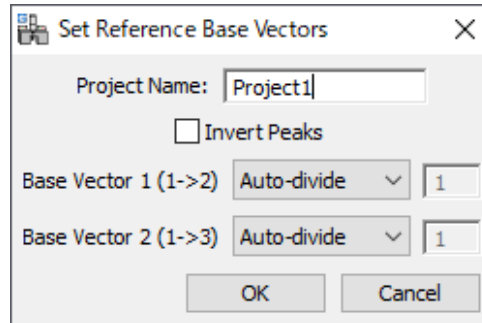 Set Reference Base Vectors
Project Name: Project1
Invert Peaks
Base Vector 1 (1->2) Auto-divide 1
Base Vector 2 (1->3) Auto-divide 1
OK Cancel